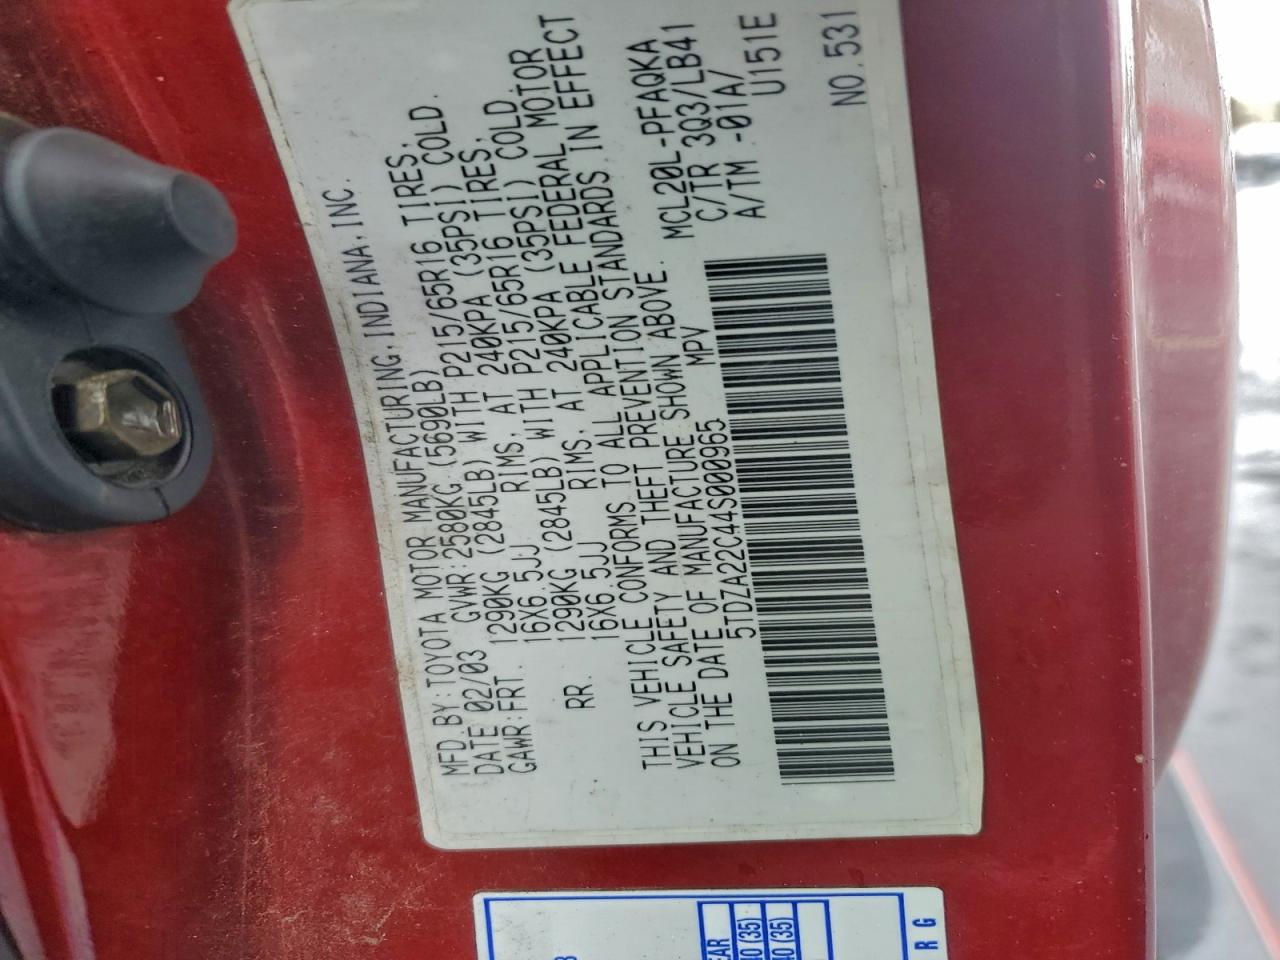 MFD.BY:TOYOTA MOTOR MANUFACTURING,INDIANA,INC.
DATE 02/03 GVWR:2580KG(5690LB)
GAWR:FRT. 1290KG (2845LB) WITH P215/65R16 TIRES,
16X6.5JJ RIMS, AT 240KPA (35PSI) COLD.
RR. 1290KG (2845LB) WITH P215/65R16 TIRES,
16X6.5JJ RIMS, AT 240KPA (35PSI) COLD.
THIS VEHICLE CONFORMS TO ALL APPLICABLE FEDERAL MOTOR
VEHICLE SAFETY AND THEFT PREVENTION STANDARDS IN EFFECT
ON THE DATE OF MANUFACTURE SHOWN ABOVE.
5TDZA22C44S000965 MPV
MCL20L-PFAQKA
C/TR 3Q3/LB41
A/TM -01A/
U151E
NO.531
(35)
(35)
R G